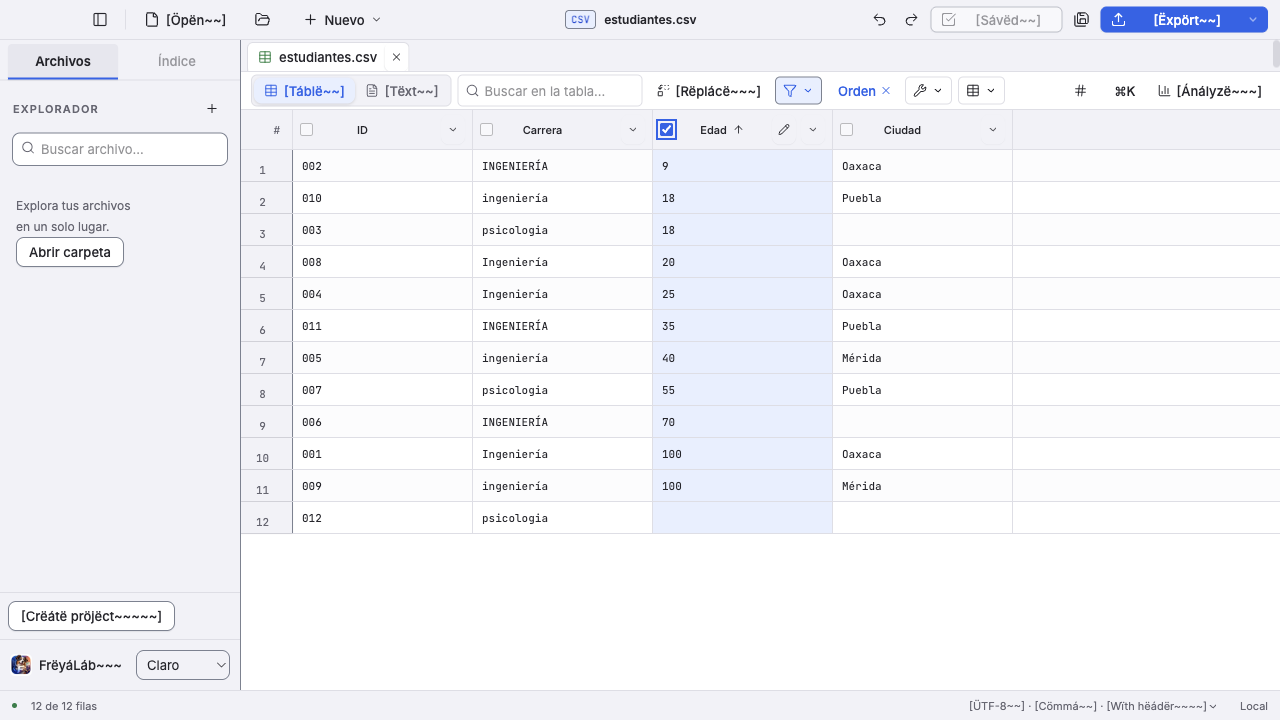 [Öpën~~]
Nuevo
CSV estudiantes.csv
[Sávëd~~]
[Ëxpört~~]
Archivos
Índice
EXPLORADOR
Buscar archivo...
Explora tus archivos
en un solo lugar.
Abrir carpeta
[Crëátë pröjëct~~~~~]
FrëyáLáb~~~
Claro
estudiantes.csv
[Táblë~~]
[Tëxt~~]
Buscar en la tabla...
[Rëplácë~~~]
Orden
#
⌘K
[Ánályzë~~~]
# ID Carrera Edad ↑ Ciudad
1 002 INGENIERÍA 9 Oaxaca
2 010 ingeniería 18 Puebla
3 003 psicologia 18
4 008 Ingeniería 20 Oaxaca
5 004 Ingeniería 25 Oaxaca
6 011 INGENIERÍA 35 Puebla
7 005 ingeniería 40 Mérida
8 007 psicologia 55 Puebla
9 006 INGENIERÍA 70
10 001 Ingeniería 100 Oaxaca
11 009 ingeniería 100 Mérida
12 012 psicologia
12 de 12 filas
[ÜTF-8~~] · [Cömmá~~] · [Wíth hëádër~~~~]
Local